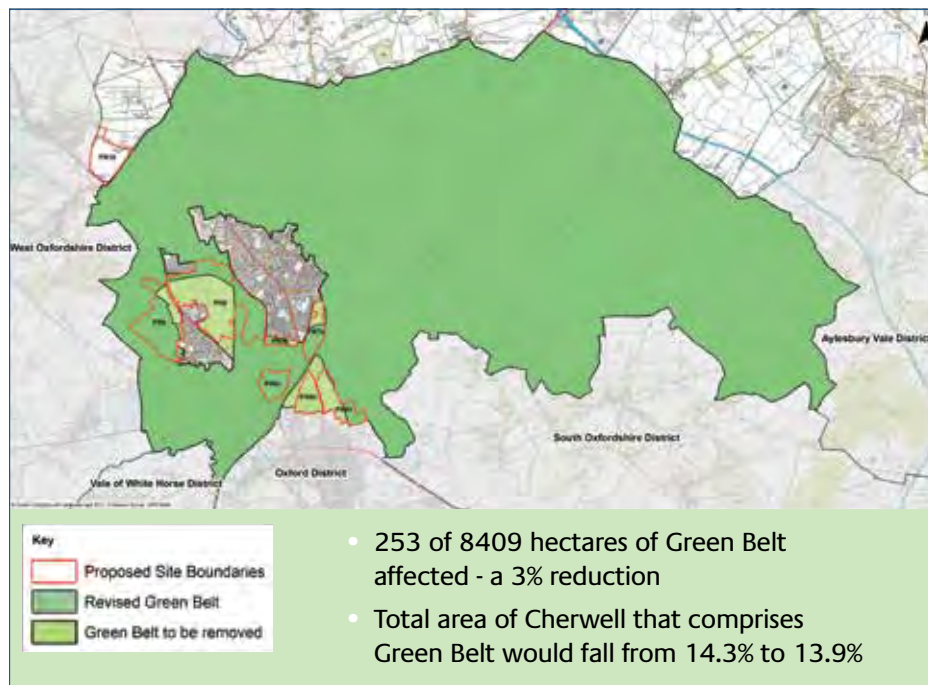 West Oxfordshire District
Aylesbury Vale District
South Oxfordshire District
Oxford District
Vale of White Horse District
Key
Proposed Site Boundaries
Revised Green Belt
Green Belt to be removed
• 253 of 8409 hectares of Green Belt
affected - a 3% reduction
• Total area of Cherwell that comprises
Green Belt would fall from 14.3% to 13.9%